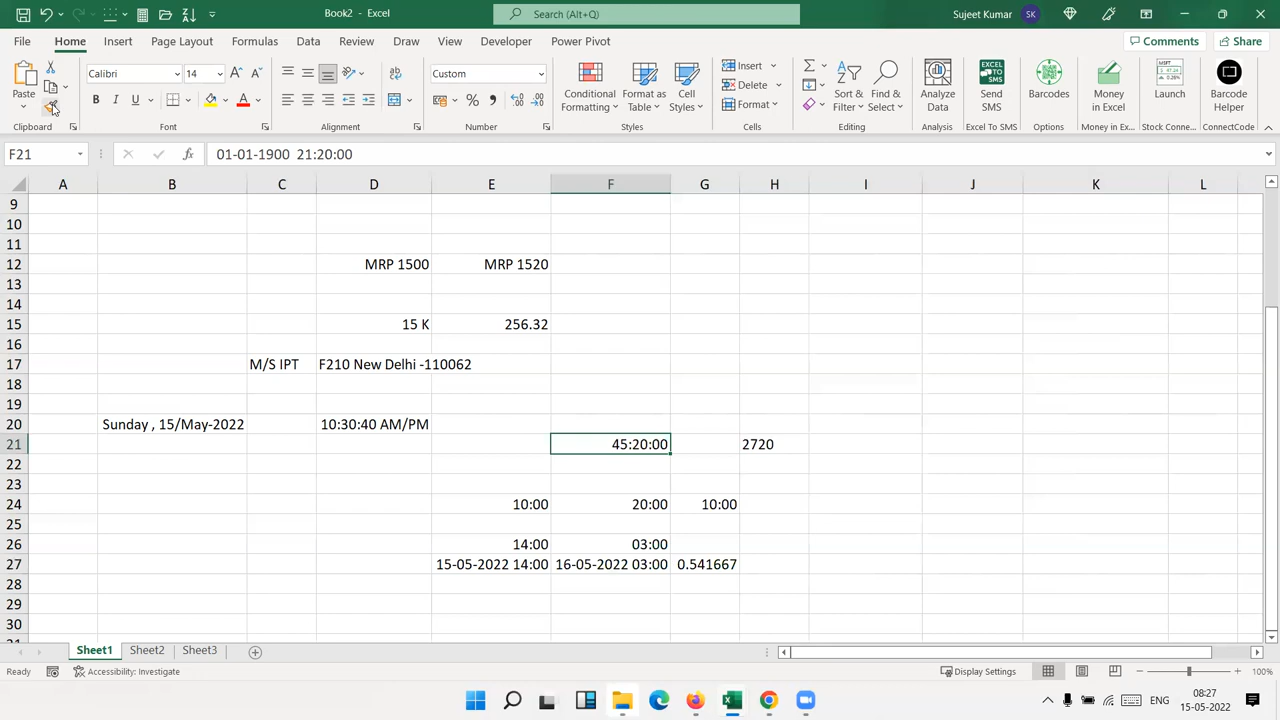 Book2 - Excel
Search (Alt+Q)
Sujeet Kumar
SK
File Home Insert Page Layout Formulas Data Review View Draw Developer Power Pivot
Comments
Share
Paste
Calibri
14
Custom
Conditional Formatting
Format as Table
Cell Styles
Insert
Delete
Format
Sort & Filter
Find & Select
Analyze Data
Send SMS
Barcodes
Money in Excel
Launch
Barcode Helper
Clipboard Font Alignment Number Styles Cells Editing Analysis Excel To SMS Options Money in Ex... Stock Conne... ConnectCode
F21
fx
01-01-1900 21:20:00
A B C D E F G H I J K L
9
10
11
12 MRP 1500 MRP 1520
13
14
15 15 K 256.32
16
17 M/S IPT F210 New Delhi -110062
18
19
20 Sunday , 15/May-2022 10:30:40 AM/PM
21 45:20:00 2720
22
23
24 10:00 20:00 10:00
25
26 14:00 03:00
27 15-05-2022 14:00 16-05-2022 03:00 0.541667
28
29
30
Sheet1 Sheet2 Sheet3
Ready
Accessibility: Investigate
Display Settings
100%
ENG
08:27
15-05-2022